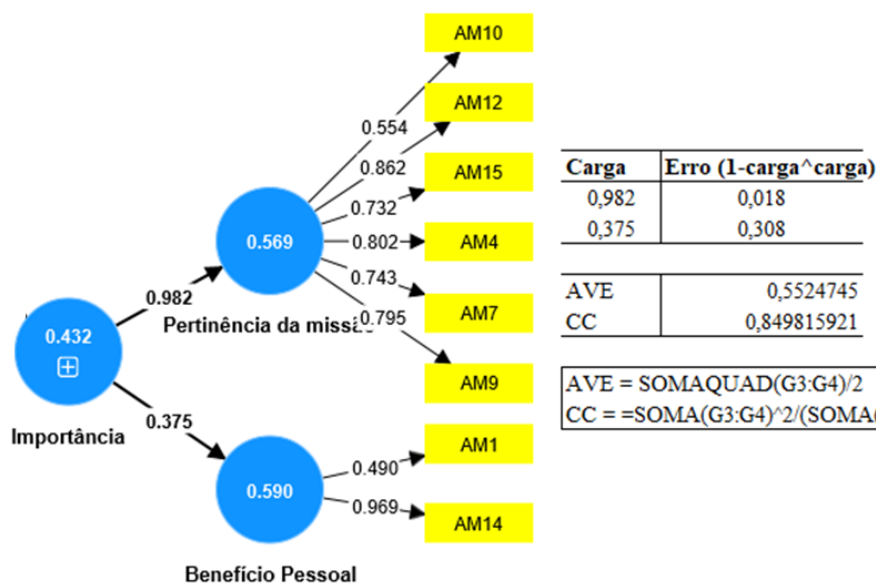 AM10
AM12
AM15
AM4
AM7
AM9
AM1
AM14
0.554
0.862
0.732
0.802
0.743
0.795
0.490
0.969
0.569
Pertinência da missão
0.982
0.432
Importância
0.375
0.590
Benefício Pessoal
Carga Erro (1-carga^carga)
0,982 0,018
0,375 0,308
AVE 0,5524745
CC 0,849815921
AVE = SOMAQUAD(G3:G4)/2
CC = =SOMA(G3:G4)^2/(SOMA(